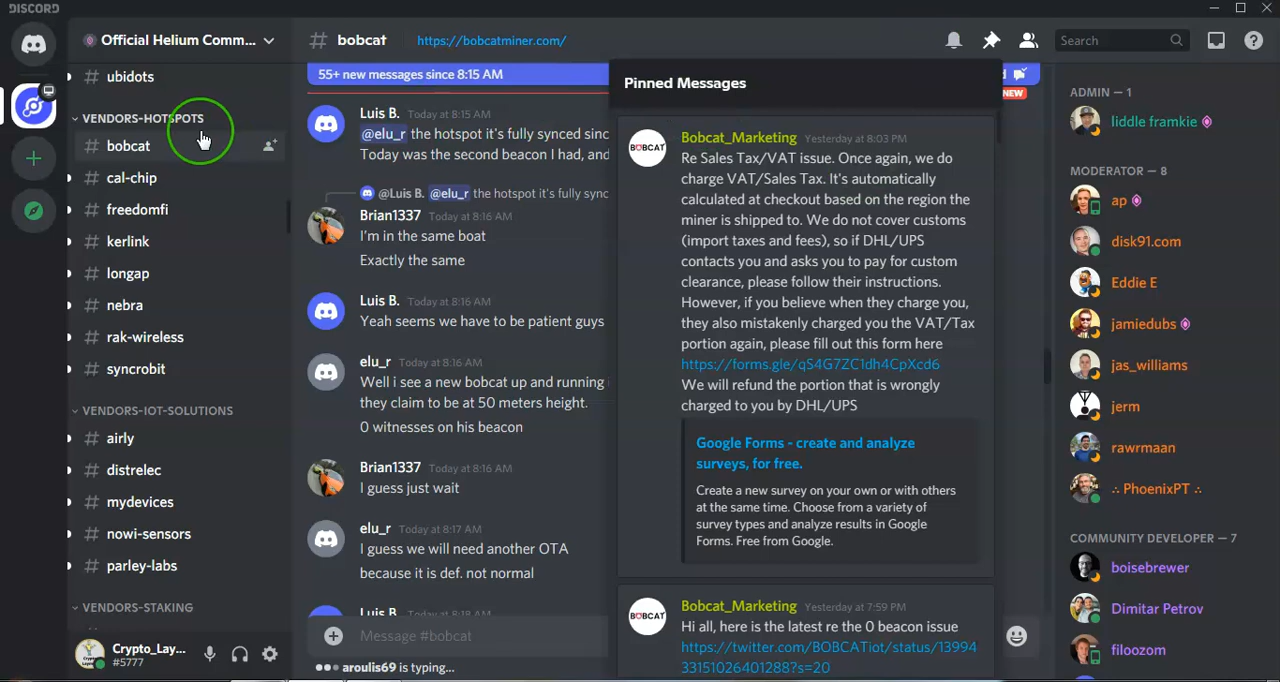 DISCORD
Official Helium Comm...
# ubidots
VENDORS-HOTSPOTS
# bobcat
# cal-chip
# freedomfi
# kerlink
# longap
# nebra
# rak-wireless
# syncrobit
VENDORS-IOT-SOLUTIONS
# airly
# distrelec
# mydevices
# nowi-sensors
# parley-labs
VENDORS-STAKING
Crypto_Lay...
#5777
# bobcat
https://bobcatminer.com/
Search
55+ new messages since 8:15 AM
NEW
Luis B. Today at 8:15 AM
@elu_r the hotspot it's fully synced sinc
Today was the second beacon I had, and
@Luis B. @elu_r the hotspot it's fully sync
Brian1337 Today at 8:16 AM
I'm in the same boat
Exactly the same
Luis B. Today at 8:16 AM
Yeah seems we have to be patient guys
elu_r Today at 8:16 AM
Well i see a new bobcat up and running
they claim to be at 50 meters height.
0 witnesses on his beacon
Brian1337 Today at 8:16 AM
I guess just wait
elu_r Today at 8:17 AM
I guess we will need another OTA
because it is def. not normal
Luis B. Today at 8:18 AM
Message #bobcat
aroulis69 is typing...
Pinned Messages
Bobcat_Marketing Yesterday at 8:03 PM
BOBCAT
Re Sales Tax/VAT issue. Once again, we do
charge VAT/Sales Tax. It's automatically
calculated at checkout based on the region the
miner is shipped to. We do not cover customs
(import taxes and fees), so if DHL/UPS
contacts you and asks you to pay for custom
clearance, please follow their instructions.
However, if you believe when they charge you,
they also mistakenly charged you the VAT/Tax
portion again, please fill out this form here
https://forms.gle/qS4G7ZC1dh4CpXcd6
We will refund the portion that is wrongly
charged to you by DHL/UPS
Google Forms - create and analyze
surveys, for free.
Create a new survey on your own or with others
at the same time. Choose from a variety of
survey types and analyze results in Google
Forms. Free from Google.
Bobcat_Marketing Yesterday at 7:59 PM
BOBCAT
Hi all, here is the latest re the 0 beacon issue
https://twitter.com/BOBCATiot/status/13994
33151026401288?s=20
ADMIN — 1
liddle framkie
MODERATOR — 8
ap
disk91.com
Eddie E
jamiedubs
jas_williams
jerm
rawrmaan
∴ PhoenixPT ∴
COMMUNITY DEVELOPER — 7
boisebrewer
Dimitar Petrov
filoozom